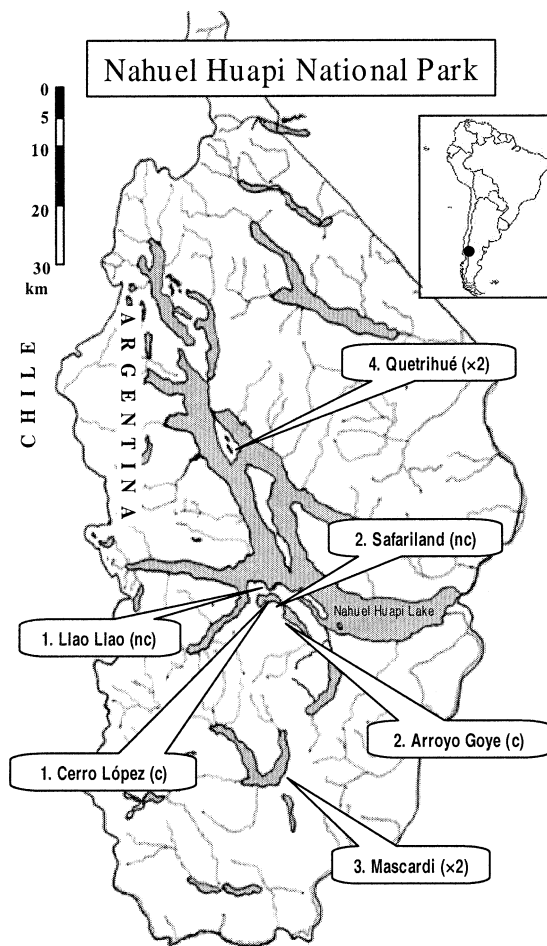 Nahuel Huapi National Park
0
5
10
20
30
km
CHILE
ARGENTINA
4. Quetrihué (×2)
2. Safariland (nc)
Nahuel Huapi Lake
1. Llao Llao (nc)
2. Arroyo Goye (c)
1. Cerro López (c)
3. Mascardi (×2)